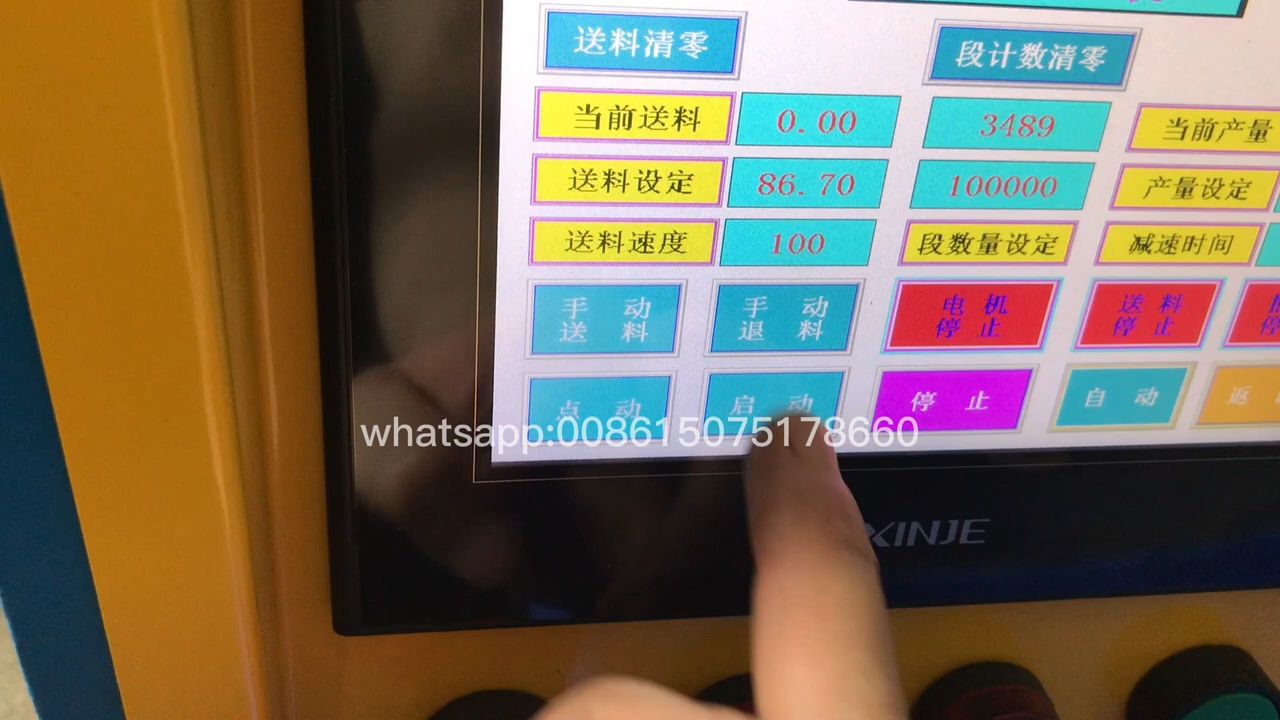 送料清零
段计数清零
当前送料 0.00 3489 当前产量
送料设定 86.70 100000 产量设定
送料速度 100 段数量设定 减速时间
手动送料 手动退料 电机停止 送料停止
点动 启动 停止 自动 返
whatsapp:008615075178660
XINJE